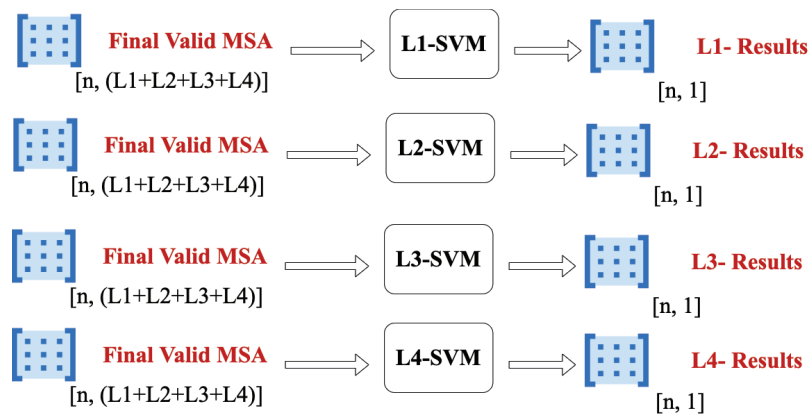 Final Valid MSA L1-SVM L1- Results
[n, (L1+L2+L3+L4)] [n, 1]
Final Valid MSA L2-SVM L2- Results
[n, (L1+L2+L3+L4)] [n, 1]
Final Valid MSA L3-SVM L3- Results
[n, (L1+L2+L3+L4)] [n, 1]
Final Valid MSA L4-SVM L4- Results
[n, (L1+L2+L3+L4)] [n, 1]